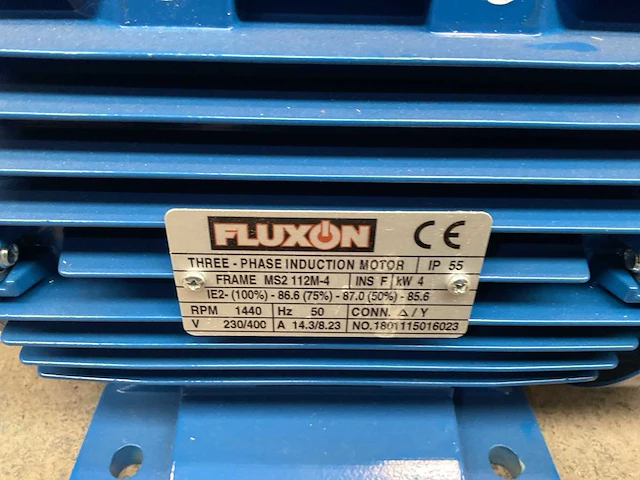 FLUXON CE
THREE - PHASE INDUCTION MOTOR IP 55
FRAME MS2 112M-4 INS F kW 4
IE2- (100%) - 86.6 (75%) - 87.0 (50%) - 85.6
RPM 1440 Hz 50 CONN. △ / Y
V 230/400 A 14.3/8.23 NO.1801115016023